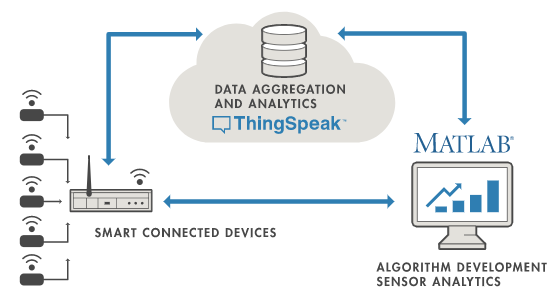 DATA AGGREGATION
AND ANALYTICS
ThingSpeak™
MATLAB®
SMART CONNECTED DEVICES
ALGORITHM DEVELOPMENT
SENSOR ANALYTICS